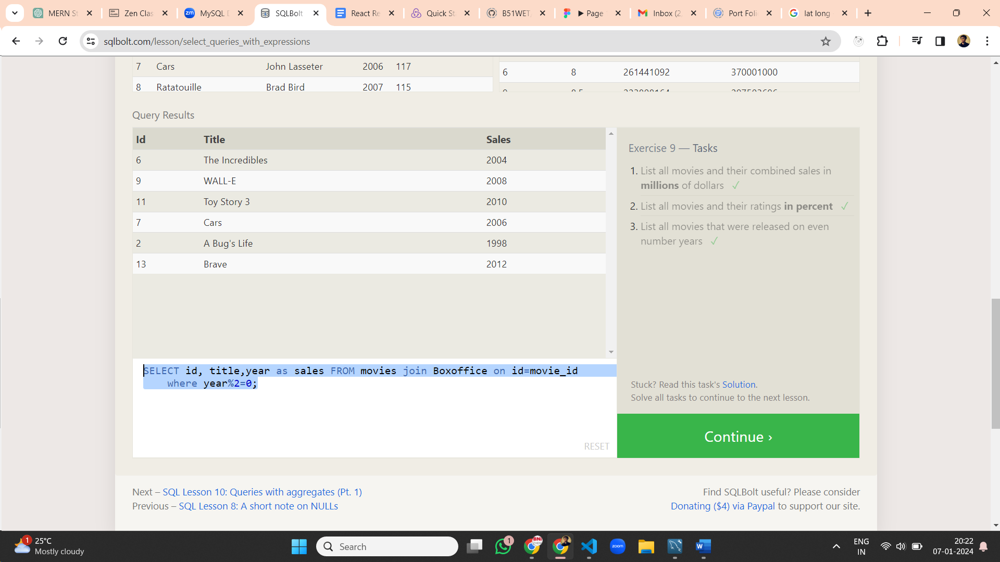 MERN St
Zen Clas
MySQL D
SQLBolt
React Re
Quick St
B51WET
▶ Page
Inbox (2,
Port Foli
lat long
sqlbolt.com/lesson/select_queries_with_expressions
7 Cars John Lasseter 2006 117
8 Ratatouille Brad Bird 2007 115
6 8 261441092 370001000
Query Results
Id Title Sales
6 The Incredibles 2004
9 WALL-E 2008
11 Toy Story 3 2010
7 Cars 2006
2 A Bug's Life 1998
13 Brave 2012
Exercise 9 — Tasks
1. List all movies and their combined sales in
millions of dollars ✓
2. List all movies and their ratings in percent ✓
3. List all movies that were released on even
number years ✓
SELECT id, title,year as sales FROM movies join Boxoffice on id=movie_id
where year%2=0;
RESET
Stuck? Read this task's Solution.
Solve all tasks to continue to the next lesson.
Continue ›
Next – SQL Lesson 10: Queries with aggregates (Pt. 1)
Previous – SQL Lesson 8: A short note on NULLs
Find SQLBolt useful? Please consider
Donating ($4) via Paypal to support our site.
1
25°C
Mostly cloudy
Search
1
BNI
zoom
W
ENG
IN
20:22
07-01-2024